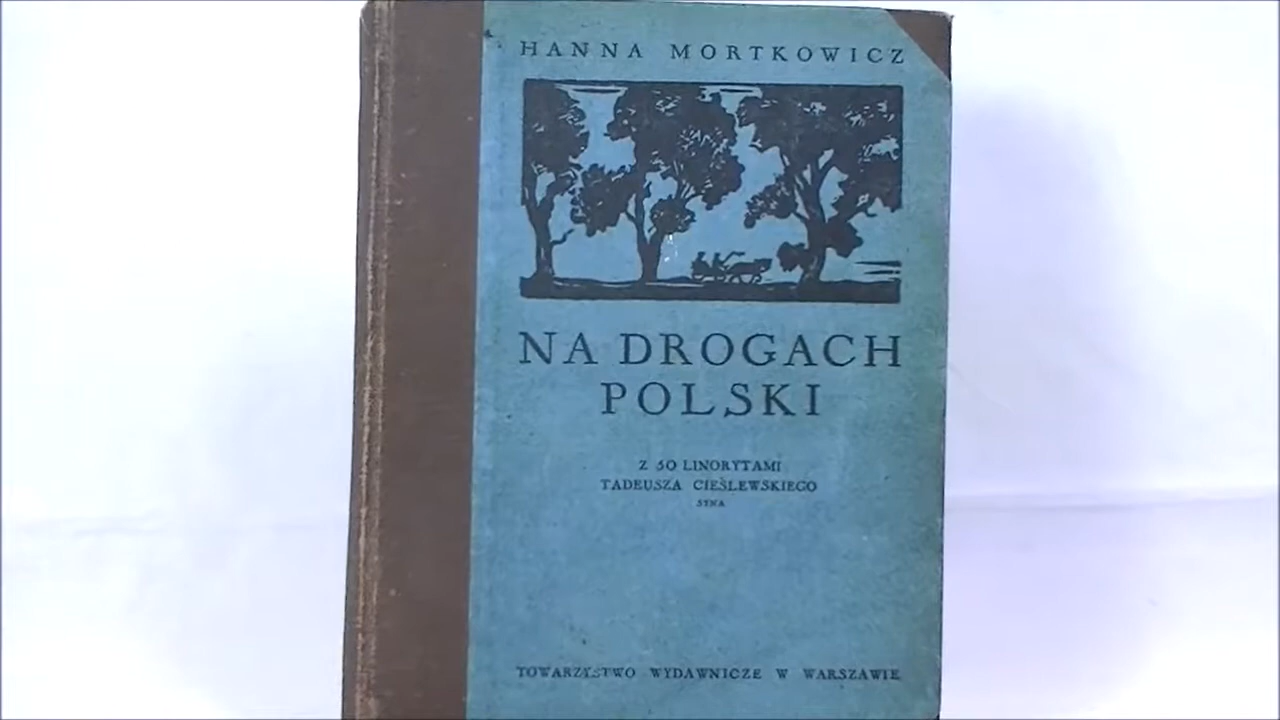 HANNA MORTKOWICZ
NA DROGACH
POLSKI
Z 50 LINORYTAMI
TADEUSZA CIEŚLEWSKIEGO
SYNA
TOWARZYSTWO WYDAWNICZE W WARSZAWIE